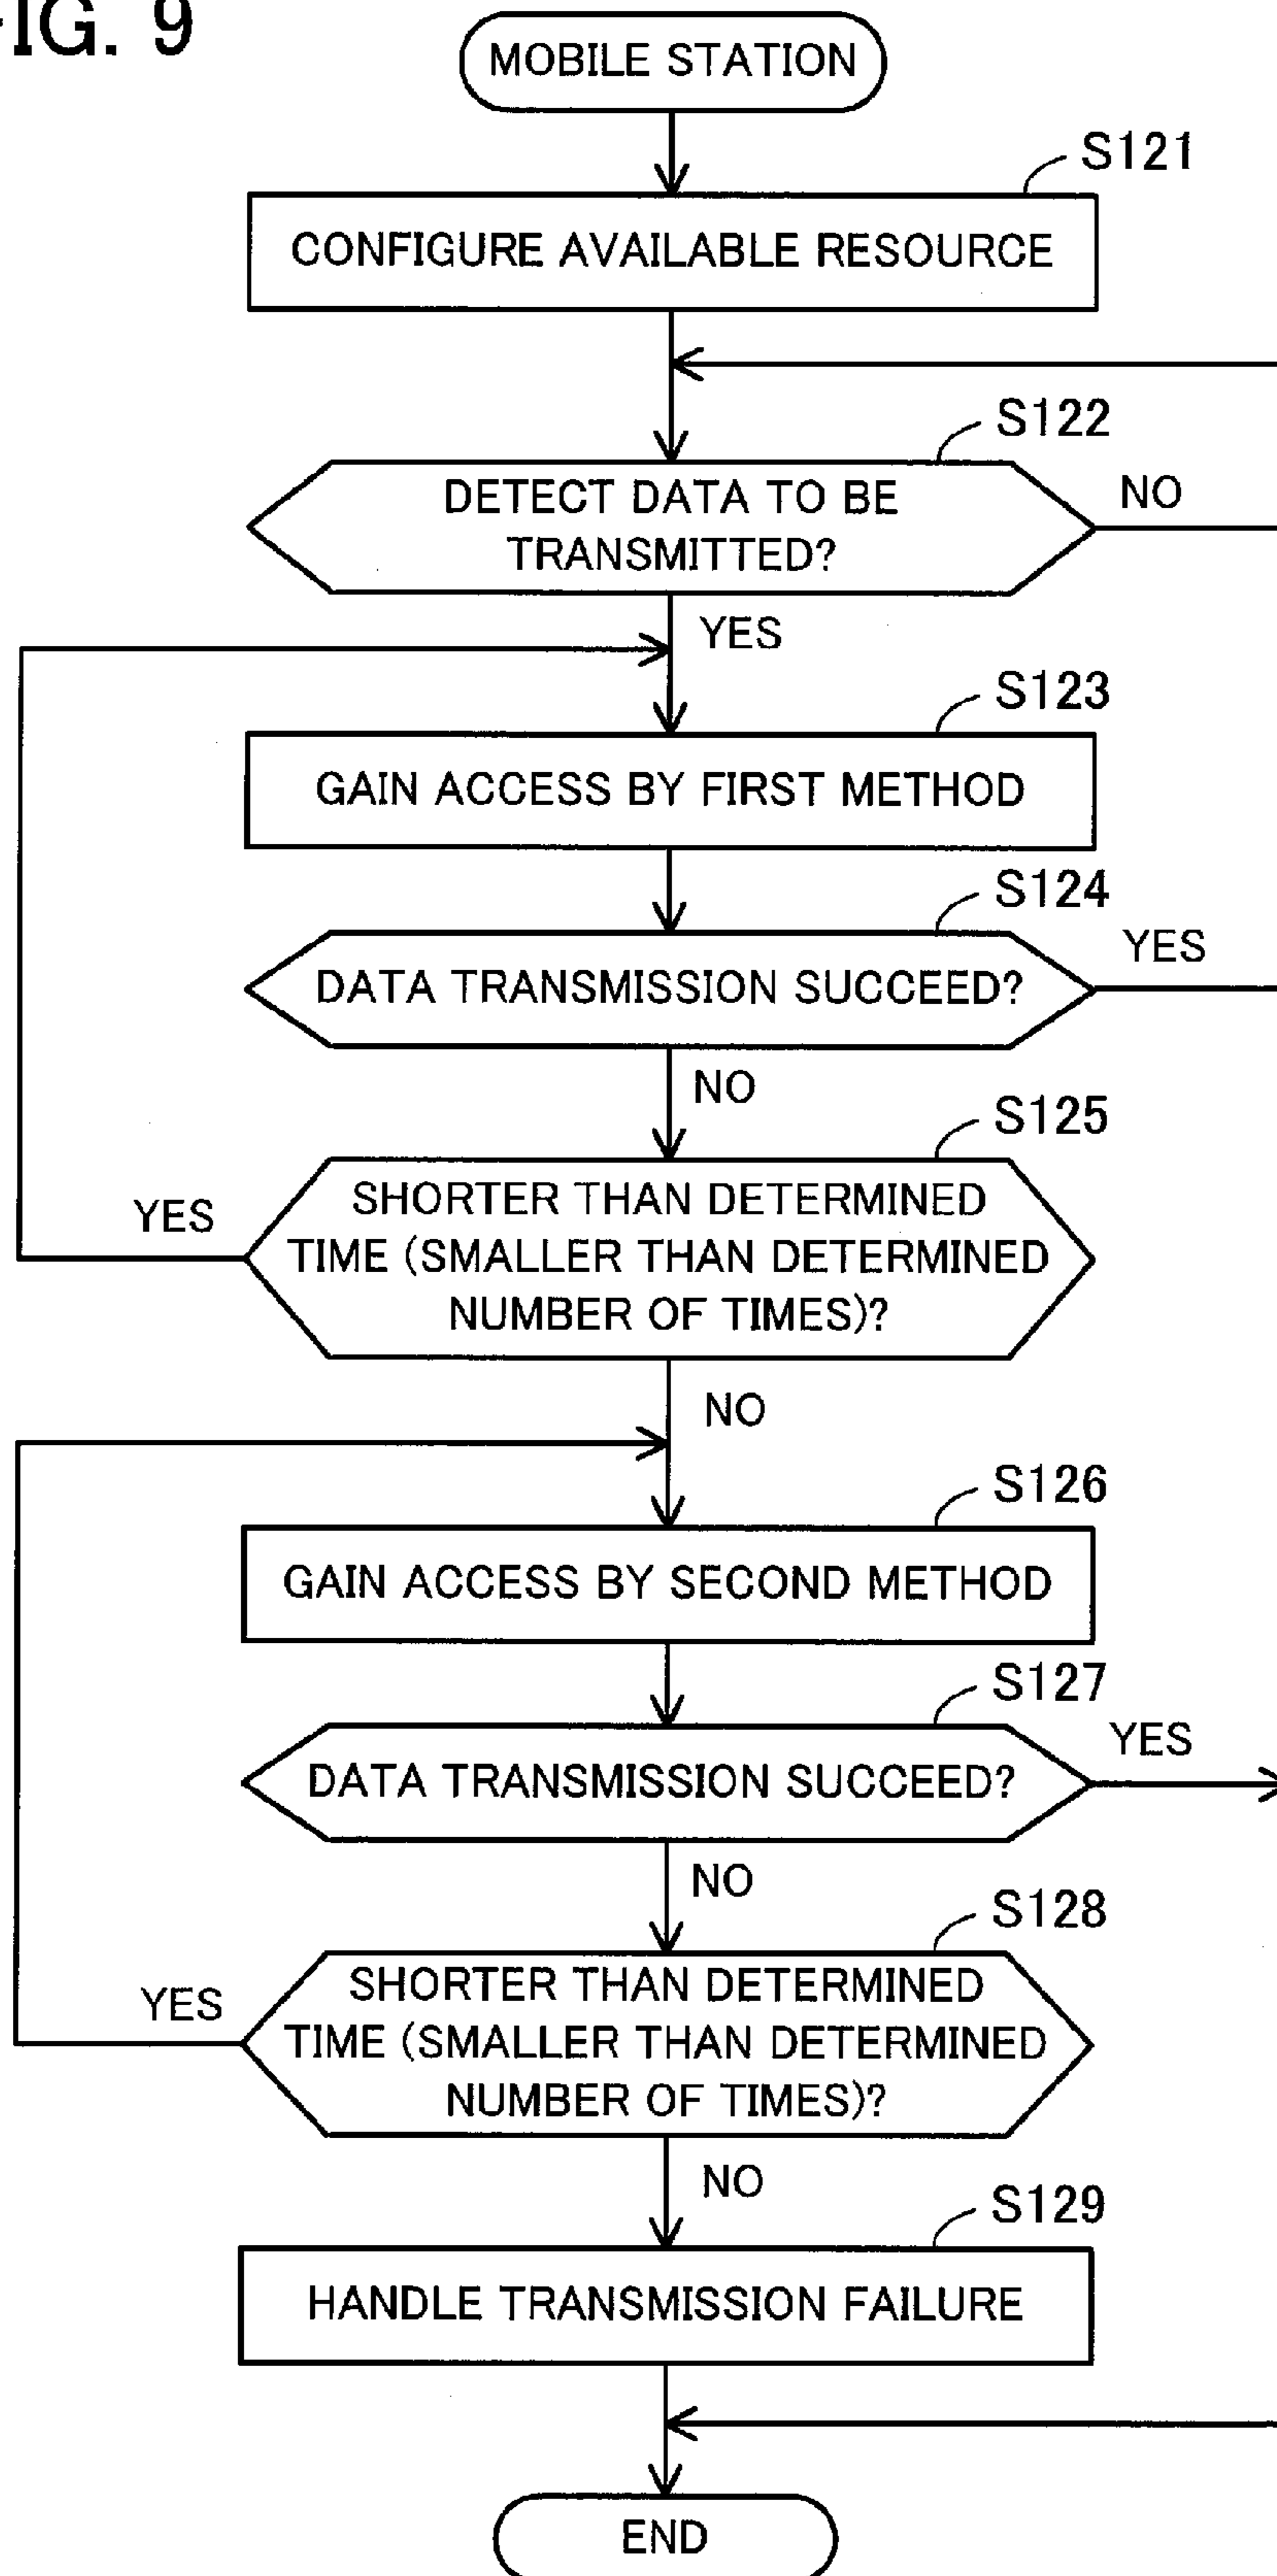 FIG. 9
MOBILE STATION
S121
CONFIGURE AVAILABLE RESOURCE
S122
DETECT DATA TO BE
TRANSMITTED?
NO
YES
S123
GAIN ACCESS BY FIRST METHOD
S124
DATA TRANSMISSION SUCCEED?
YES
NO
S125
SHORTER THAN DETERMINED
TIME (SMALLER THAN DETERMINED
NUMBER OF TIMES)?
YES
NO
S126
GAIN ACCESS BY SECOND METHOD
S127
DATA TRANSMISSION SUCCEED?
YES
NO
S128
SHORTER THAN DETERMINED
TIME (SMALLER THAN DETERMINED
NUMBER OF TIMES)?
YES
NO
S129
HANDLE TRANSMISSION FAILURE
END